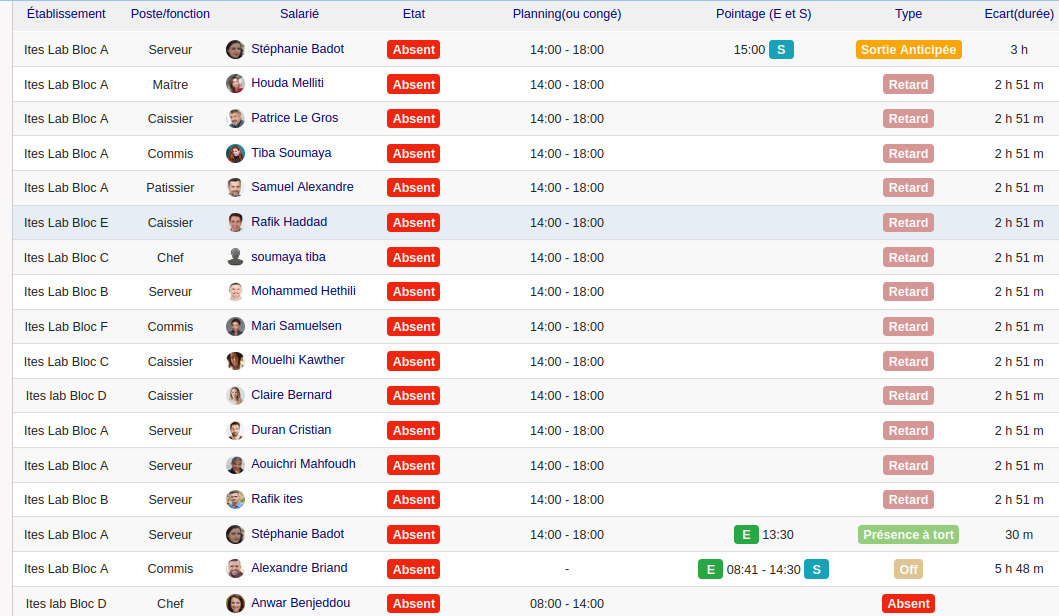 Établissement Poste/fonction Salarié Etat Planning(ou congé) Pointage (E et S) Type Ecart(durée)
Ites Lab Bloc A Serveur Stéphanie Badot Absent 14:00 - 18:00 15:00 S Sortie Anticipée 3 h
Ites Lab Bloc A Maître Houda Melliti Absent 14:00 - 18:00 Retard 2 h 51 m
Ites Lab Bloc A Caissier Patrice Le Gros Absent 14:00 - 18:00 Retard 2 h 51 m
Ites Lab Bloc A Commis Tiba Soumaya Absent 14:00 - 18:00 Retard 2 h 51 m
Ites Lab Bloc A Patissier Samuel Alexandre Absent 14:00 - 18:00 Retard 2 h 51 m
Ites Lab Bloc E Caissier Rafik Haddad Absent 14:00 - 18:00 Retard 2 h 51 m
Ites Lab Bloc C Chef soumaya tiba Absent 14:00 - 18:00 Retard 2 h 51 m
Ites Lab Bloc B Serveur Mohammed Hethili Absent 14:00 - 18:00 Retard 2 h 51 m
Ites Lab Bloc F Commis Mari Samuelsen Absent 14:00 - 18:00 Retard 2 h 51 m
Ites Lab Bloc C Caissier Mouelhi Kawther Absent 14:00 - 18:00 Retard 2 h 51 m
Ites lab Bloc D Caissier Claire Bernard Absent 14:00 - 18:00 Retard 2 h 51 m
Ites Lab Bloc A Serveur Duran Cristian Absent 14:00 - 18:00 Retard 2 h 51 m
Ites Lab Bloc A Serveur Aouichri Mahfoudh Absent 14:00 - 18:00 Retard 2 h 51 m
Ites Lab Bloc B Serveur Rafik ites Absent 14:00 - 18:00 Retard 2 h 51 m
Ites Lab Bloc A Serveur Stéphanie Badot Absent 14:00 - 18:00 E 13:30 Présence à tort 30 m
Ites Lab Bloc A Commis Alexandre Briand Absent - E 08:41 - 14:30 S Off 5 h 48 m
Ites lab Bloc D Chef Anwar Benjeddou Absent 08:00 - 14:00 Absent